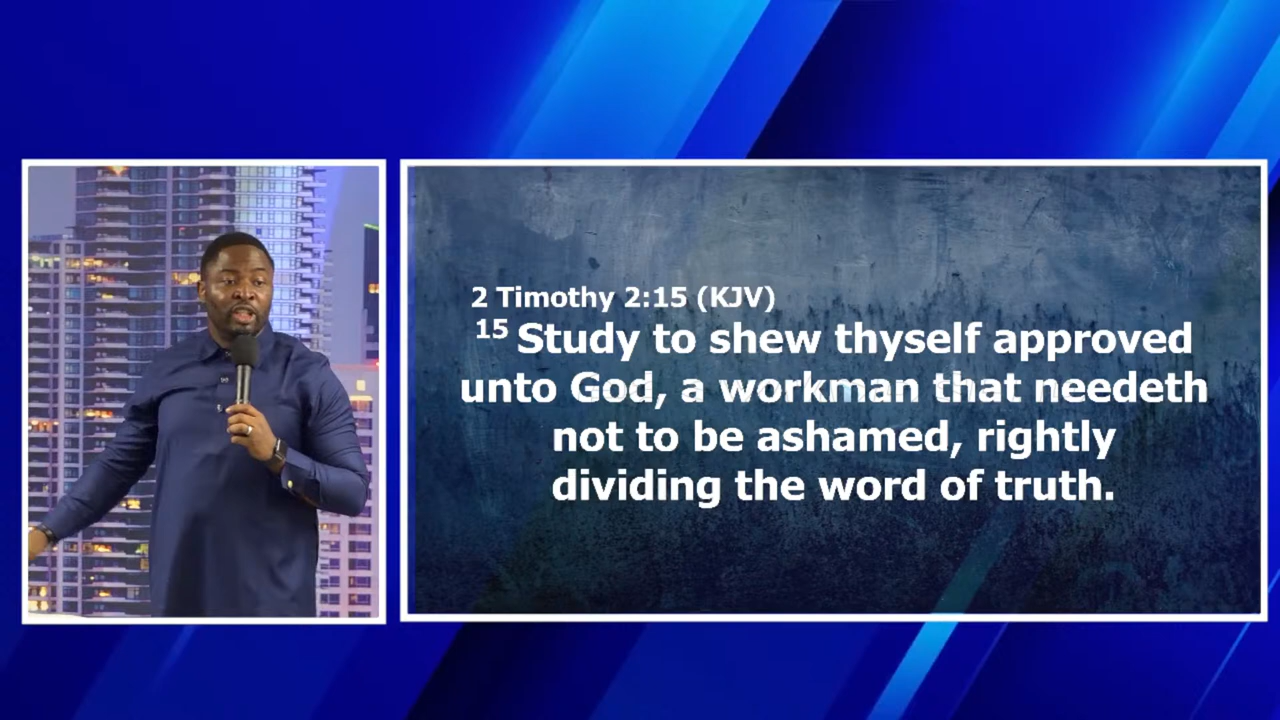 2 Timothy 2:15 (KJV)
15 Study to shew thyself approved
unto God, a workman that needeth
not to be ashamed, rightly
dividing the word of truth.